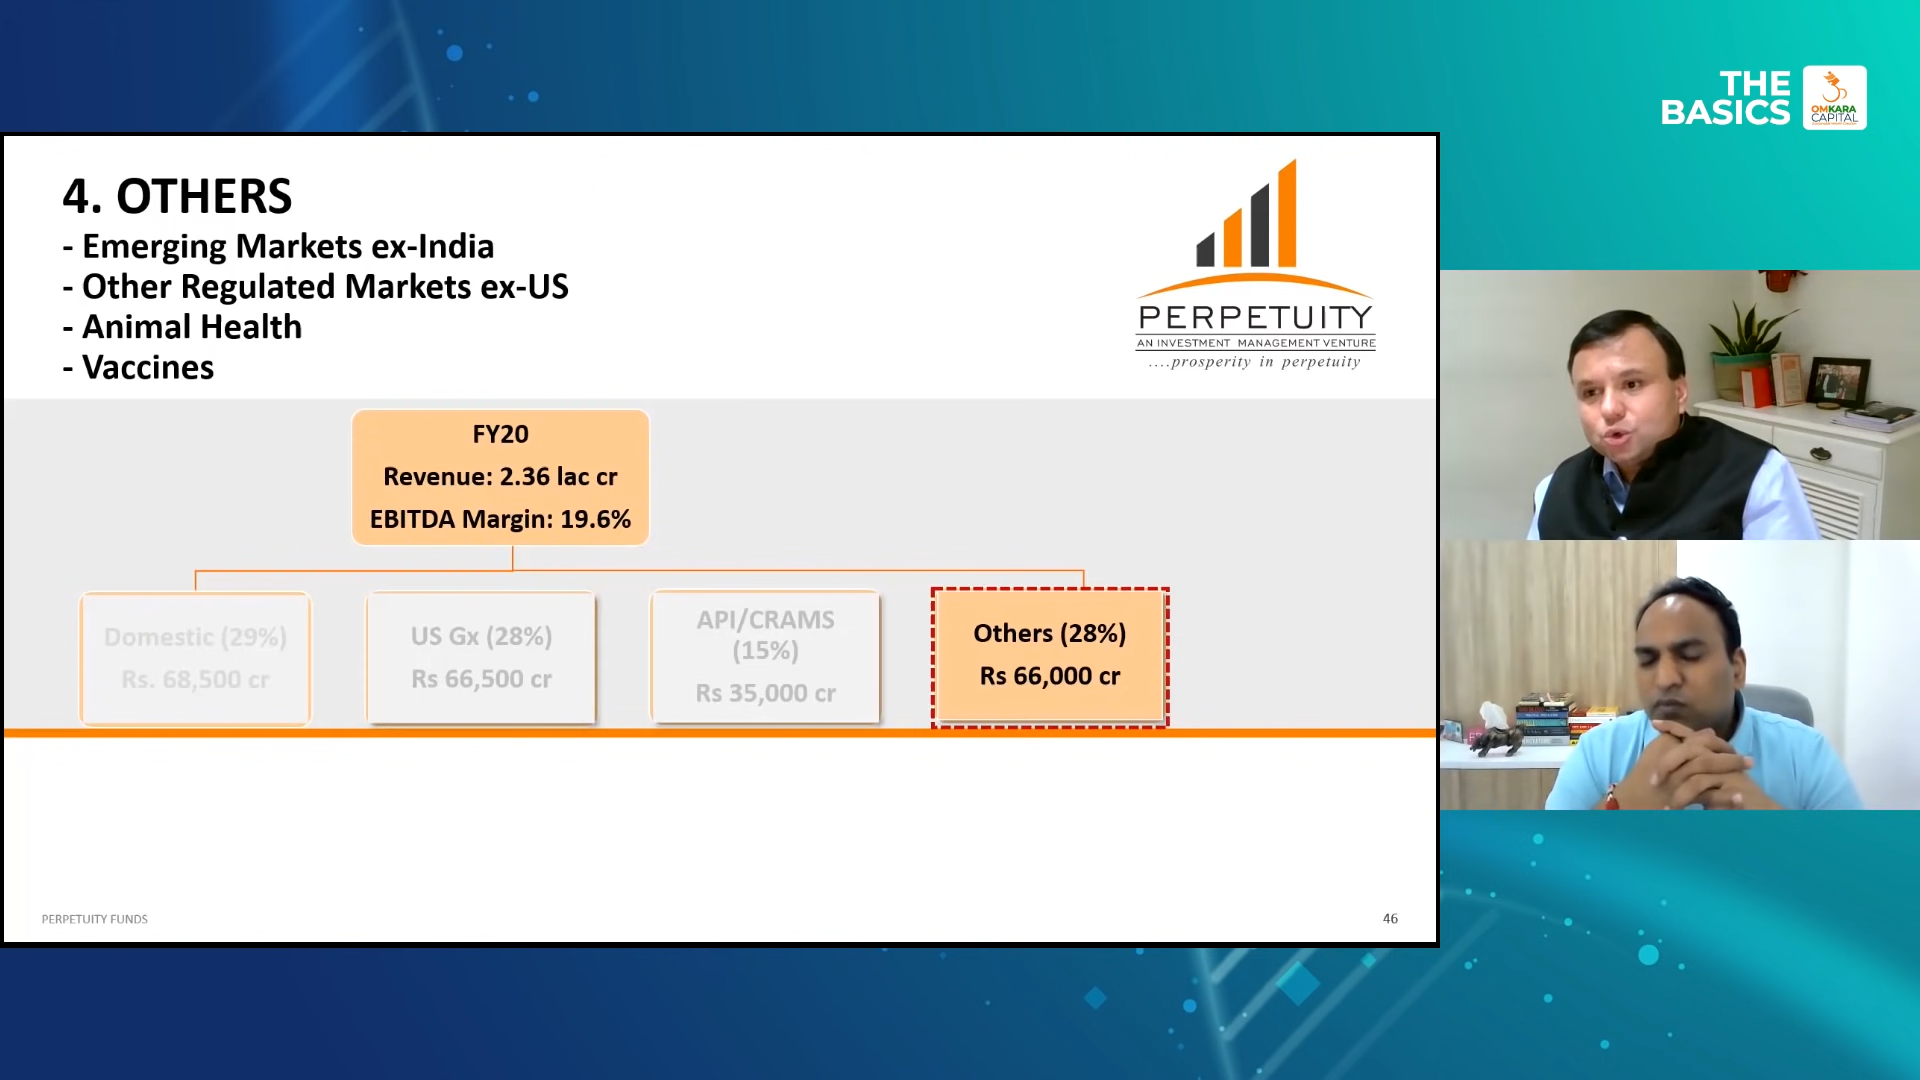 THE
BASICS
OMKARA
CAPITAL
4. OTHERS
- Emerging Markets ex-India
- Other Regulated Markets ex-US
- Animal Health
- Vaccines
PERPETUITY
AN INVESTMENT MANAGEMENT VENTURE
....prosperity in perpetuity
FY20
Revenue: 2.36 lac cr
EBITDA Margin: 19.6%
Domestic (29%)
Rs. 68,500 cr
US Gx (28%)
Rs 66,500 cr
API/CRAMS
(15%)
Rs 35,000 cr
Others (28%)
Rs 66,000 cr
PERPETUITY FUNDS
46